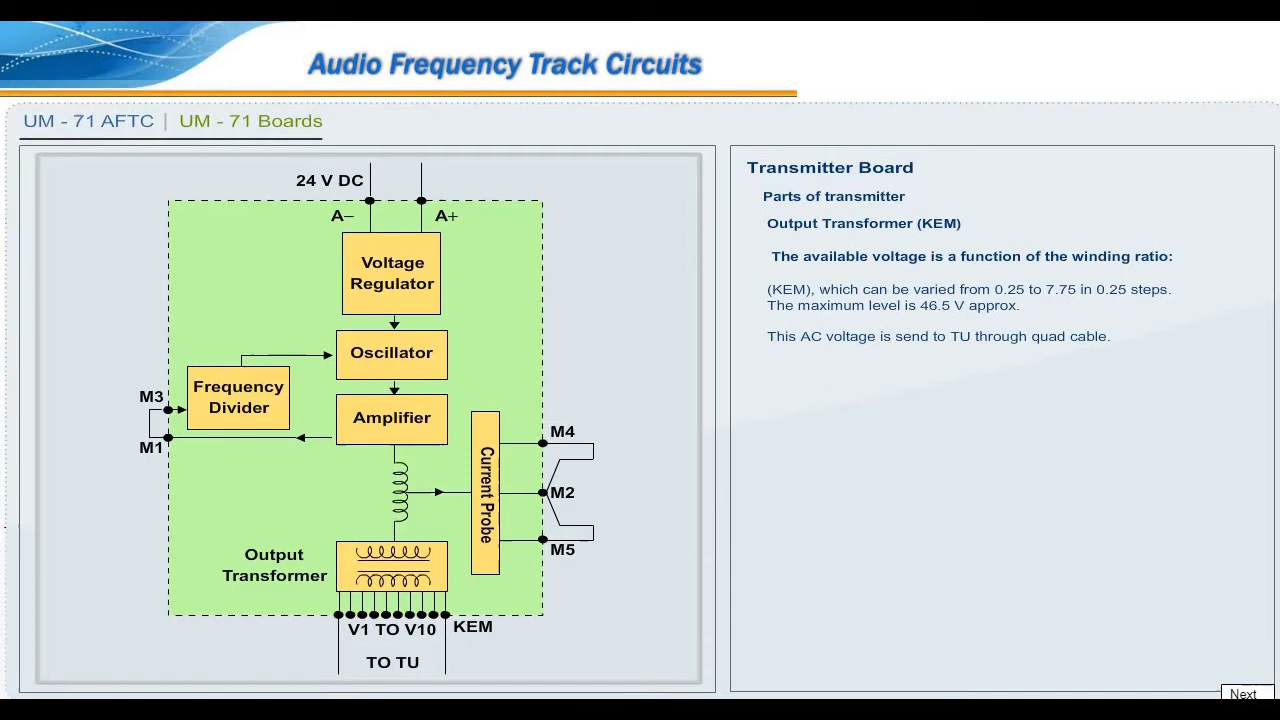 Audio Frequency Track Circuits
UM - 71 AFTC | UM - 71 Boards
24 V DC
A− A+
Voltage
Regulator
Oscillator
Frequency
Divider
M3
M1
Amplifier
Current Probe
M4
M2
M5
Output
Transformer
V1 TO V10 KEM
TO TU
Transmitter Board
Parts of transmitter
Output Transformer (KEM)
The available voltage is a function of the winding ratio:
(KEM), which can be varied from 0.25 to 7.75 in 0.25 steps.
The maximum level is 46.5 V approx.
This AC voltage is send to TU through quad cable.
Next